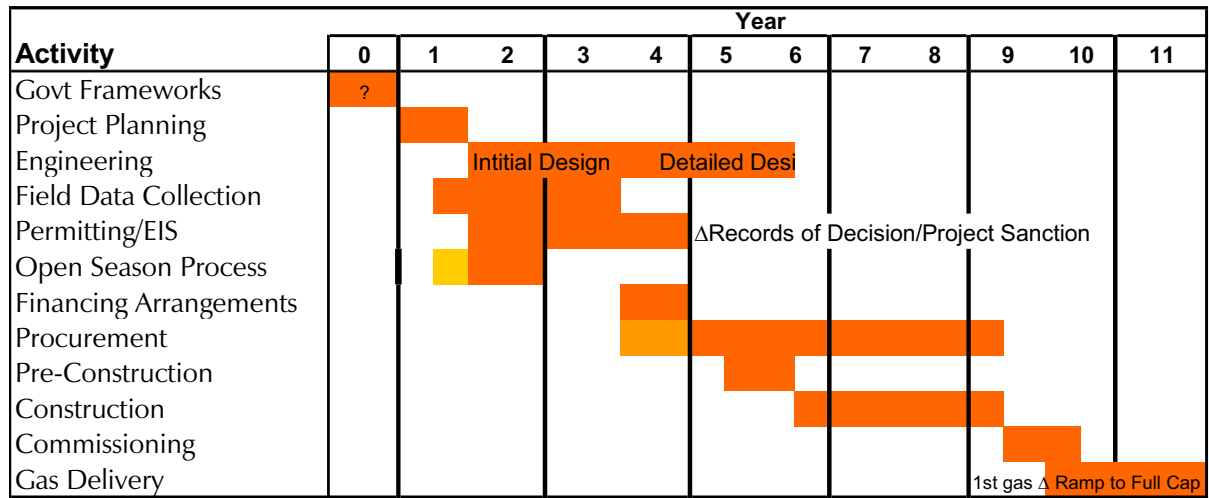 Year
Activity 0 1 2 3 4 5 6 7 8 9 10 11
Govt Frameworks ?
Project Planning
Engineering Intitial Design Detailed Desi
Field Data Collection
Permitting/EIS ΔRecords of Decision/Project Sanction
Open Season Process
Financing Arrangements
Procurement
Pre-Construction
Construction
Commissioning
Gas Delivery 1st gas Δ Ramp to Full Cap